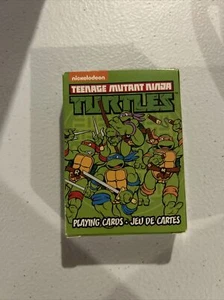 nickelodeon
TEENAGE MUTANT NINJA
TURTLES
PLAYING CARDS • JEU DE CARTES